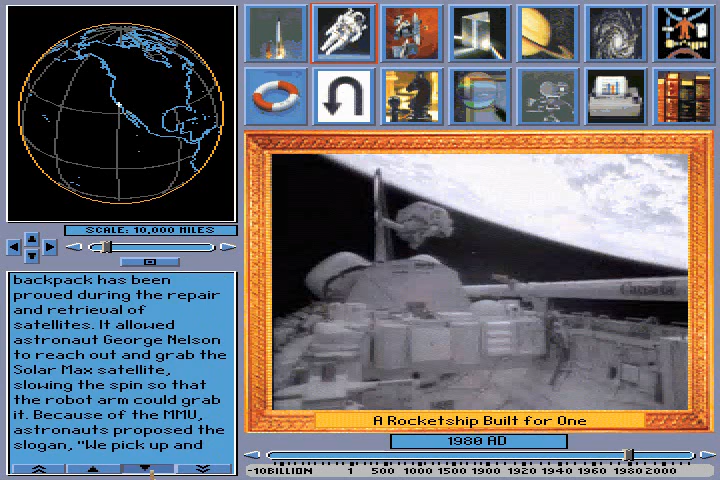 SCALE: 10,000 MILES
backpack has been
proved during the repair
and retrieval of
satellites. It allowed
astronaut George Nelson
to reach out and grab the
Solar Max satellite,
slowing the spin so that
the robot arm could grab
it. Because of the MMU,
astronauts proposed the
slogan, "We pick up and
Canada
A Rocketship Built for One
1980 AD
-10BILLION 1 500 1000 1500 1900 1920 1940 1960 1980 2000